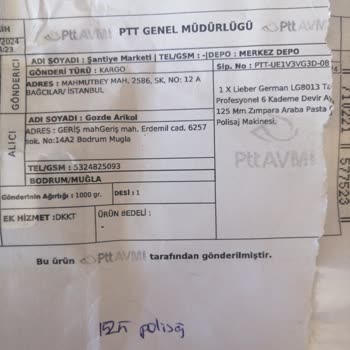 İH
PttAVM
PTT GENEL MÜDÜRLÜĞÜ
2024
ADI SOYADI : Şantiye Marketi | TEL/GSM : -|DEPO : MERKEZ DEPO
GÖNDERİCİ
GÖNDERİ TÜRÜ : KARGO
ADRES : MAHMUTBEY MAH, 2586, SK, NO: 12 A
BAĞCILAR/ İSTANBUL
Sip. No : PTT-UE1V3VG3D-08
1 X Lieber German LG8013
Profesyonel 6 Kademe Devir
125 Mm Zımpara Araba Pasta
Polisaj Makinesi,
ALICI
ADI SOYADI : Gozde Arikol
ADRES : GERİŞ mahGeriş mah. Erdemil cad, 6257
sok. No:14A2 Bodrum Mugla
PttAVM
TEL/GSM : 5324825093
BODRUM/MUĞLA
Gönderinin Ağırlığı : 1000 gr.
DESİ : 1
EK HİZMET :DKKT
ÜRÜN BEDELİ :
-
Bu ürün PttAVM tarafından gönderilmiştir.
polisaj